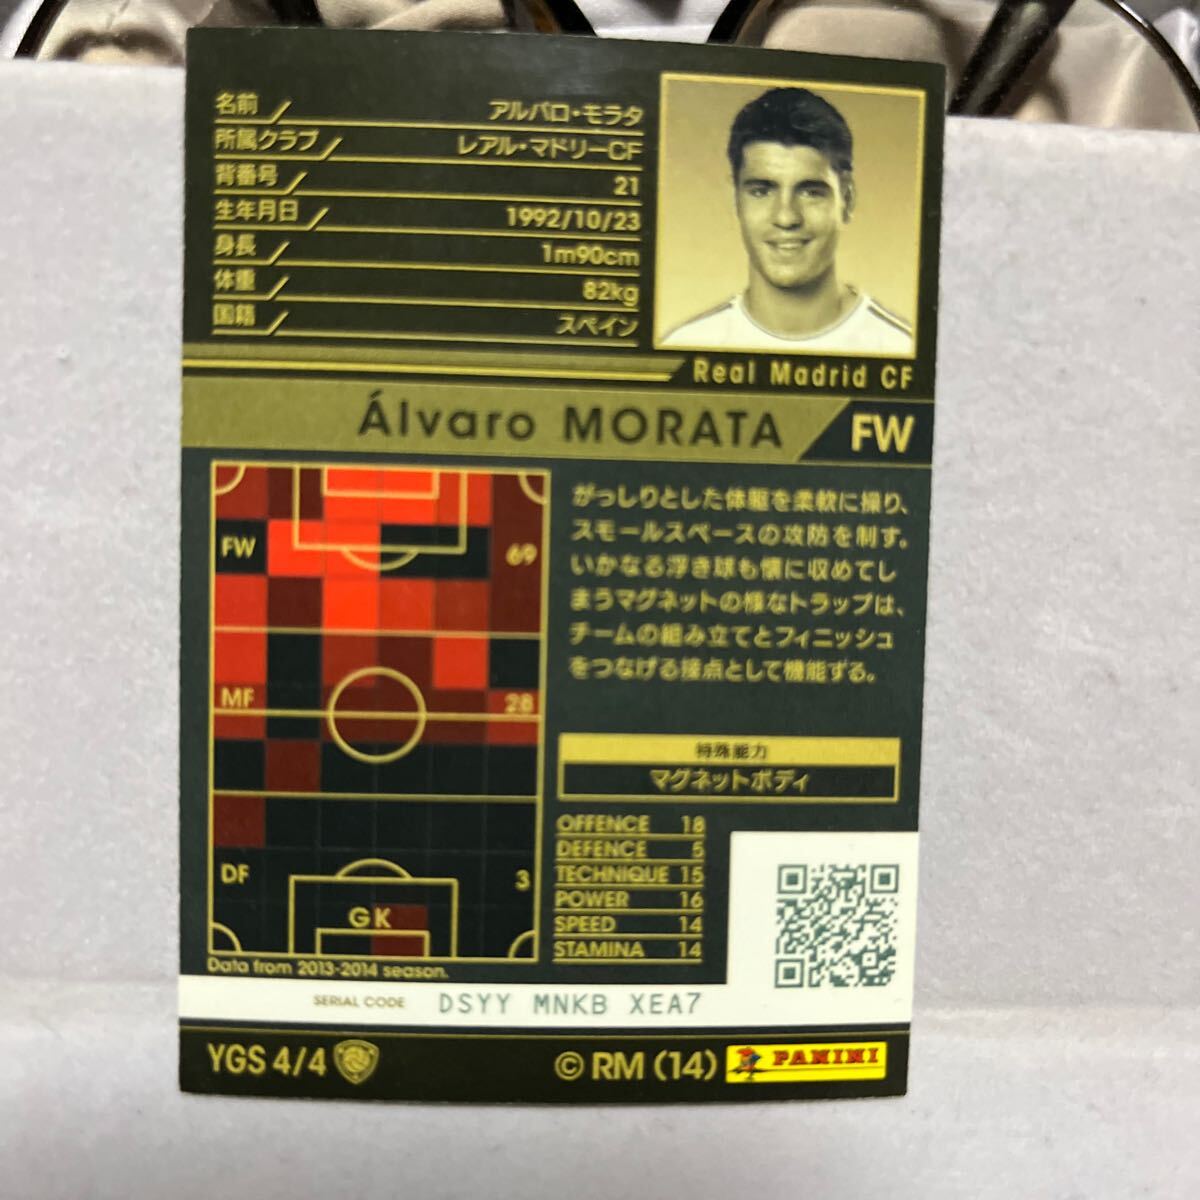 名前 アルバロ・モラタ
所属クラブ レアル・マドリーCF
背番号 21
生年月日 1992/10/23
身長 1m90cm
体重 82kg
国籍 スペイン
Real Madrid CF
Álvaro MORATA FW
FW 69
MF 28
DF 3
GK
Data from 2013-2014 season.
がっしりとした体躯を柔軟に操り、
スモールスペースの攻防を制す。
いかなる浮き球も懐に収めてし
まうマグネットの様なトラップは、
チームの組み立てとフィニッシュ
をつなげる接点として機能する。
特殊能力
マグネットボディ
OFFENCE 18
DEFENCE 5
TECHNIQUE 15
POWER 16
SPEED 14
STAMINA 14
SERIAL CODE DSYY MNKB XEA7
YGS 4/4 © RM (14) PANINI